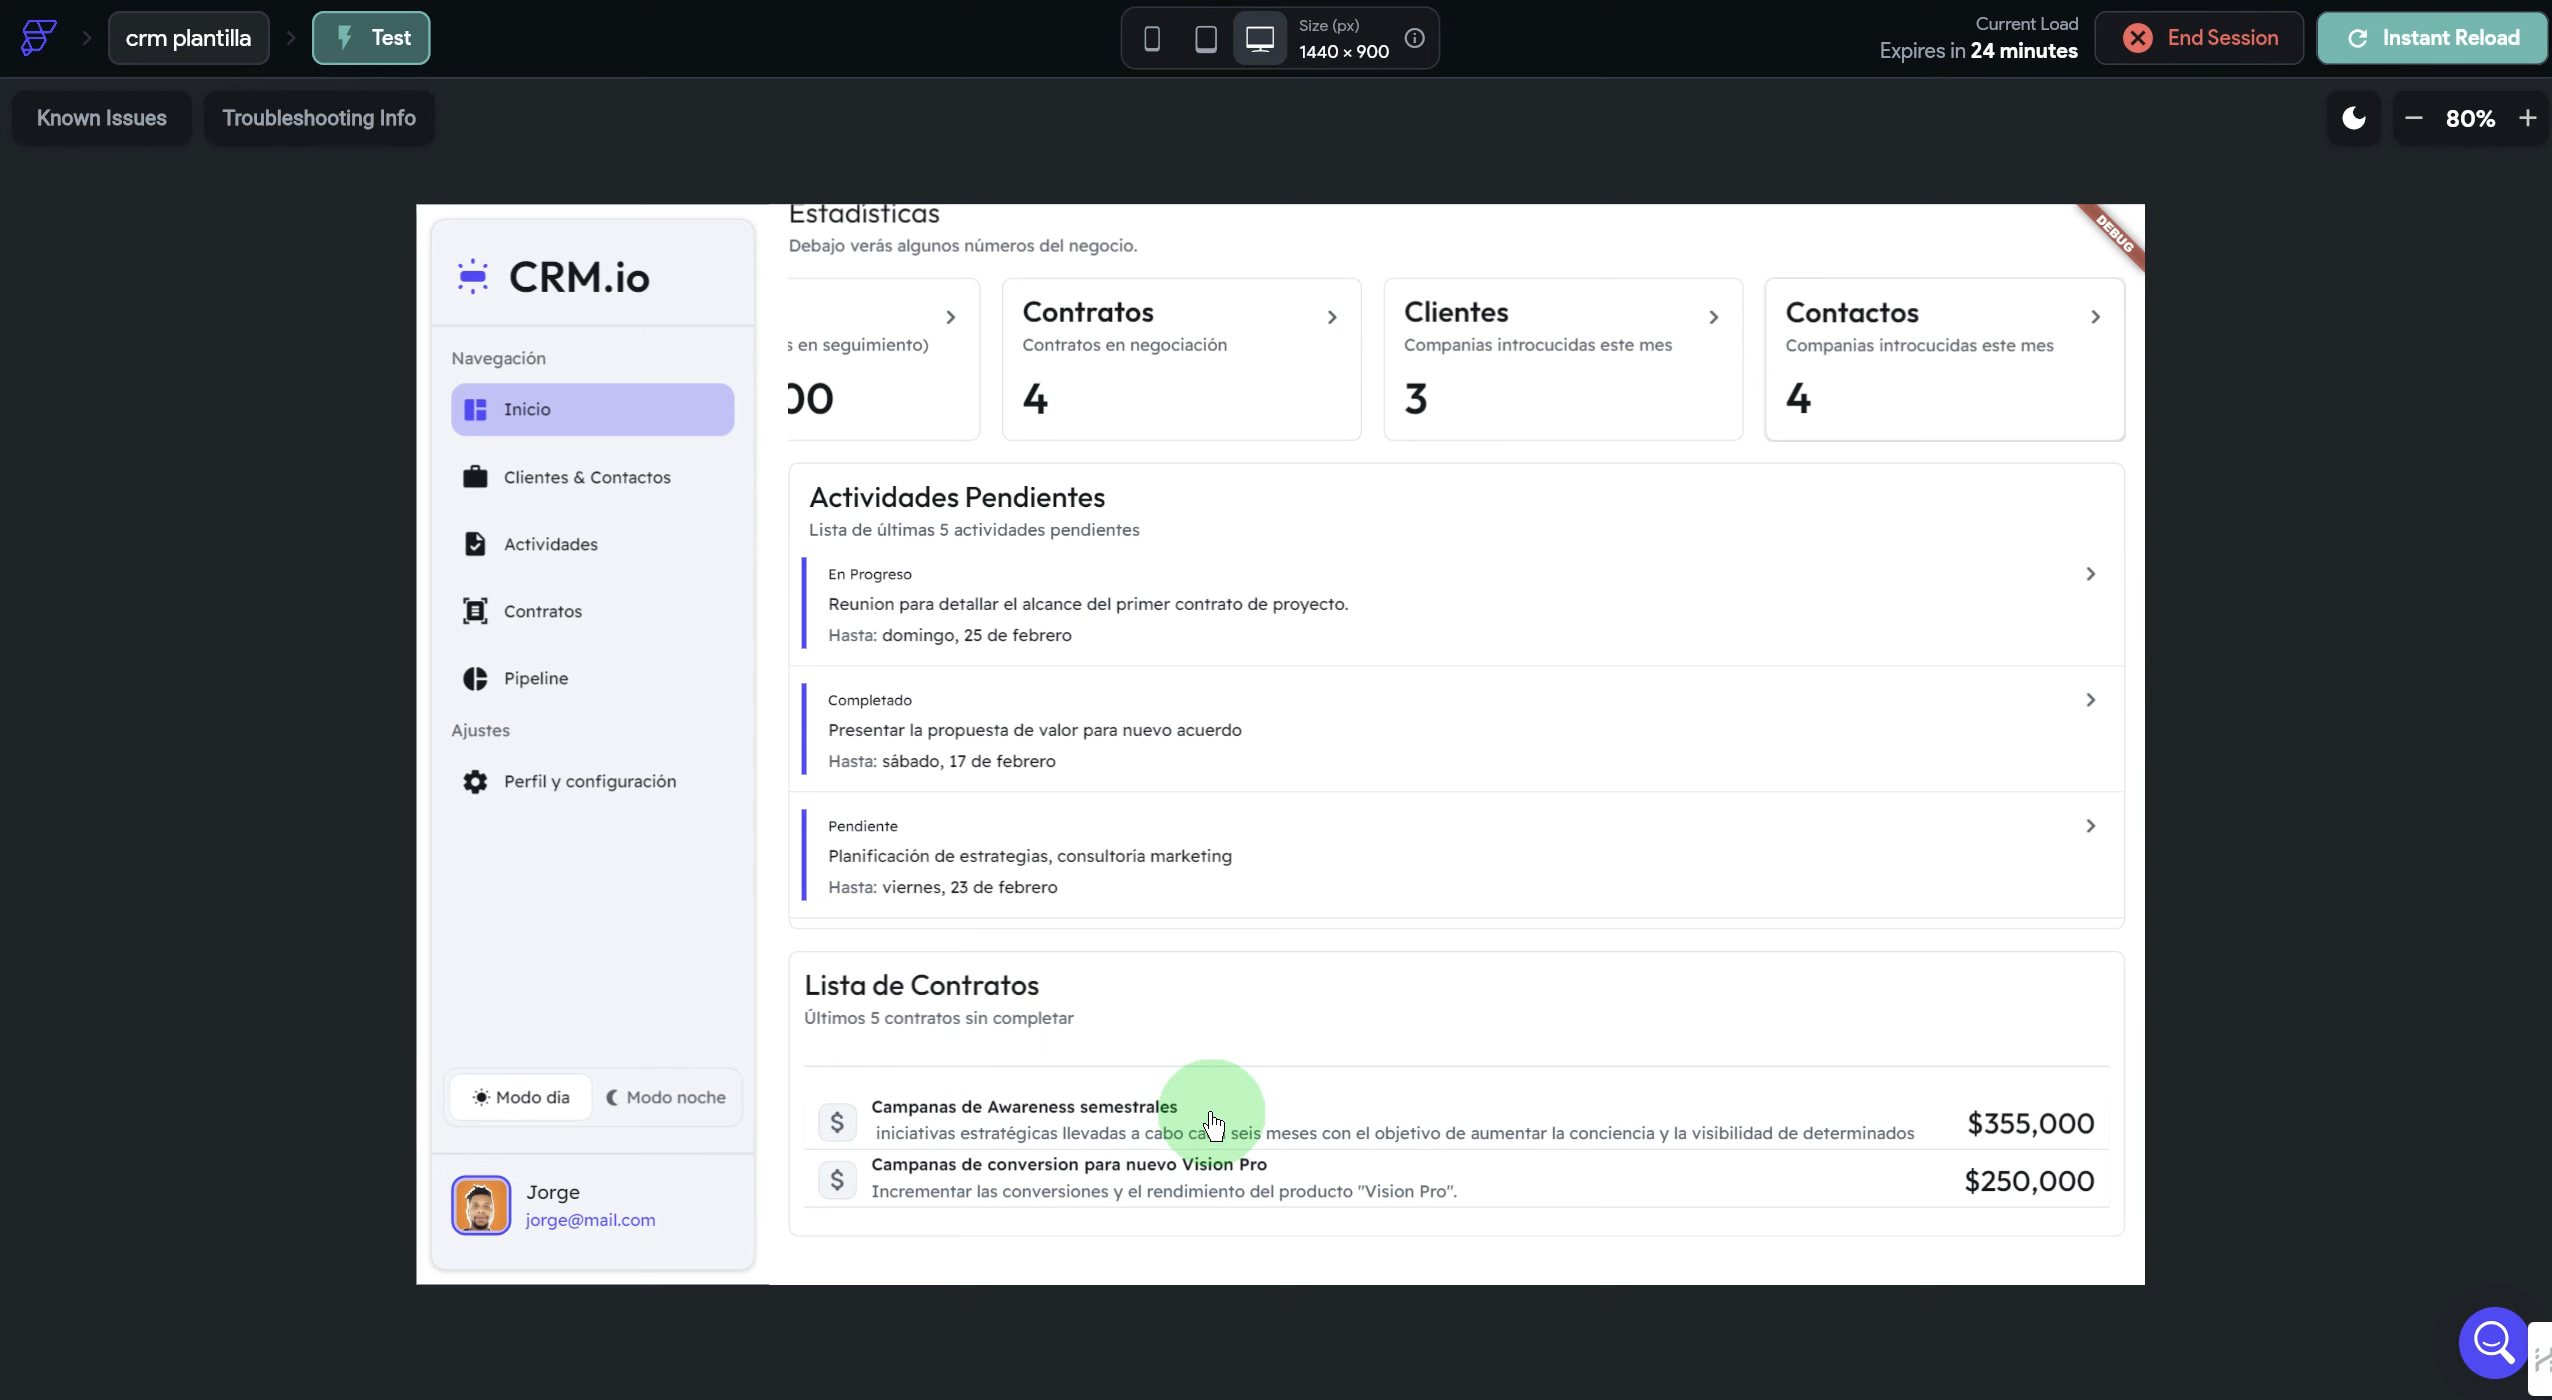 crm plantilla
Test
Size (px)
1440 × 900
Current Load
Expires in 24 minutes
End Session
Instant Reload
Known Issues
Troubleshooting Info
80%
CRM.io
Navegación
Inicio
Clientes & Contactos
Actividades
Contratos
Pipeline
Ajustes
Perfil y configuración
Modo día
Modo noche
Jorge
jorge@mail.com
Estadísticas
Debajo verás algunos números del negocio.
DEBUG
s en seguimiento)
00
Contratos
Contratos en negociación
4
Clientes
Companias introcucidas este mes
3
Contactos
Companias introcucidas este mes
4
Actividades Pendientes
Lista de últimas 5 actividades pendientes
En Progreso
Reunion para detallar el alcance del primer contrato de proyecto.
Hasta: domingo, 25 de febrero
Completado
Presentar la propuesta de valor para nuevo acuerdo
Hasta: sábado, 17 de febrero
Pendiente
Planificación de estrategias, consultoría marketing
Hasta: viernes, 23 de febrero
Lista de Contratos
Últimos 5 contratos sin completar
$
Campanas de Awareness semestrales
iniciativas estratégicas llevadas a cabo cada seis meses con el objetivo de aumentar la conciencia y la visibilidad de determinados
$355,000
$
Campanas de conversion para nuevo Vision Pro
Incrementar las conversiones y el rendimiento del producto "Vision Pro".
$250,000